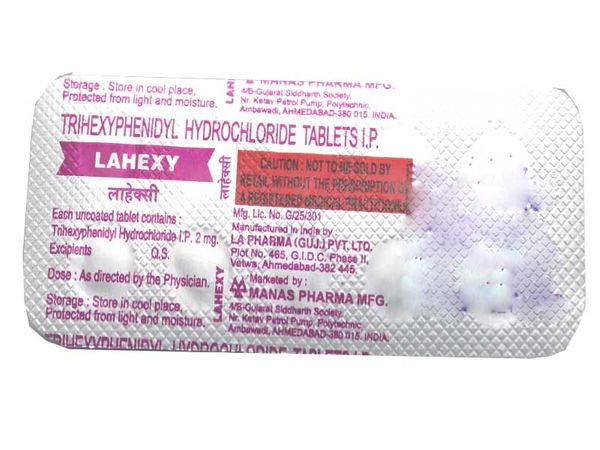 Storage : Store in cool place,
Protected from light and moisture.
MANAS PHARMA MFG.
4/B-Gujarat Siddharth Society,
Nr. Ketav Petrol Pump, Polytechnic,
Ambawadi, AHMEDABAD-380 015. INDIA.
TRIHEXYPHENIDYL HYDROCHLORIDE TABLETS I.P.
LAHEXY
लाहेक्सी
Each uncoated tablet contains :
Trihexyphenidyl Hydrochloride I.P. 2 mg.
Excipients Q.S.
Dose : As directed by the Physician.
Storage : Store in cool place,
Protected from light and moisture.
LAH
लाहेक्सी
LAHEXY
CAUTION : NOT TO BE SOLD BY
RETAIL WITHOUT THE PRESCRIPTION OF
A REGISTERED MEDICAL PRACTITIONER
Mfg. Lic. No. G/25/301
Manufactured in India by :
LA PHARMA (GUJ.) PVT. LTD.
Plot No. 465, G.I.D.C. Phase II,
Vatwa, Ahmedabad-382 445.
Marketed by :
MANAS PHARMA MFG.
4/B-Gujarat Siddharth Society,
Nr. Ketav Petrol Pump, Polytechnic,
Ambawadi, AHMEDABAD-380 015. INDIA.
TRIHEXYPHENIDYL HYDROCHLORIDE TABLETS I.P.